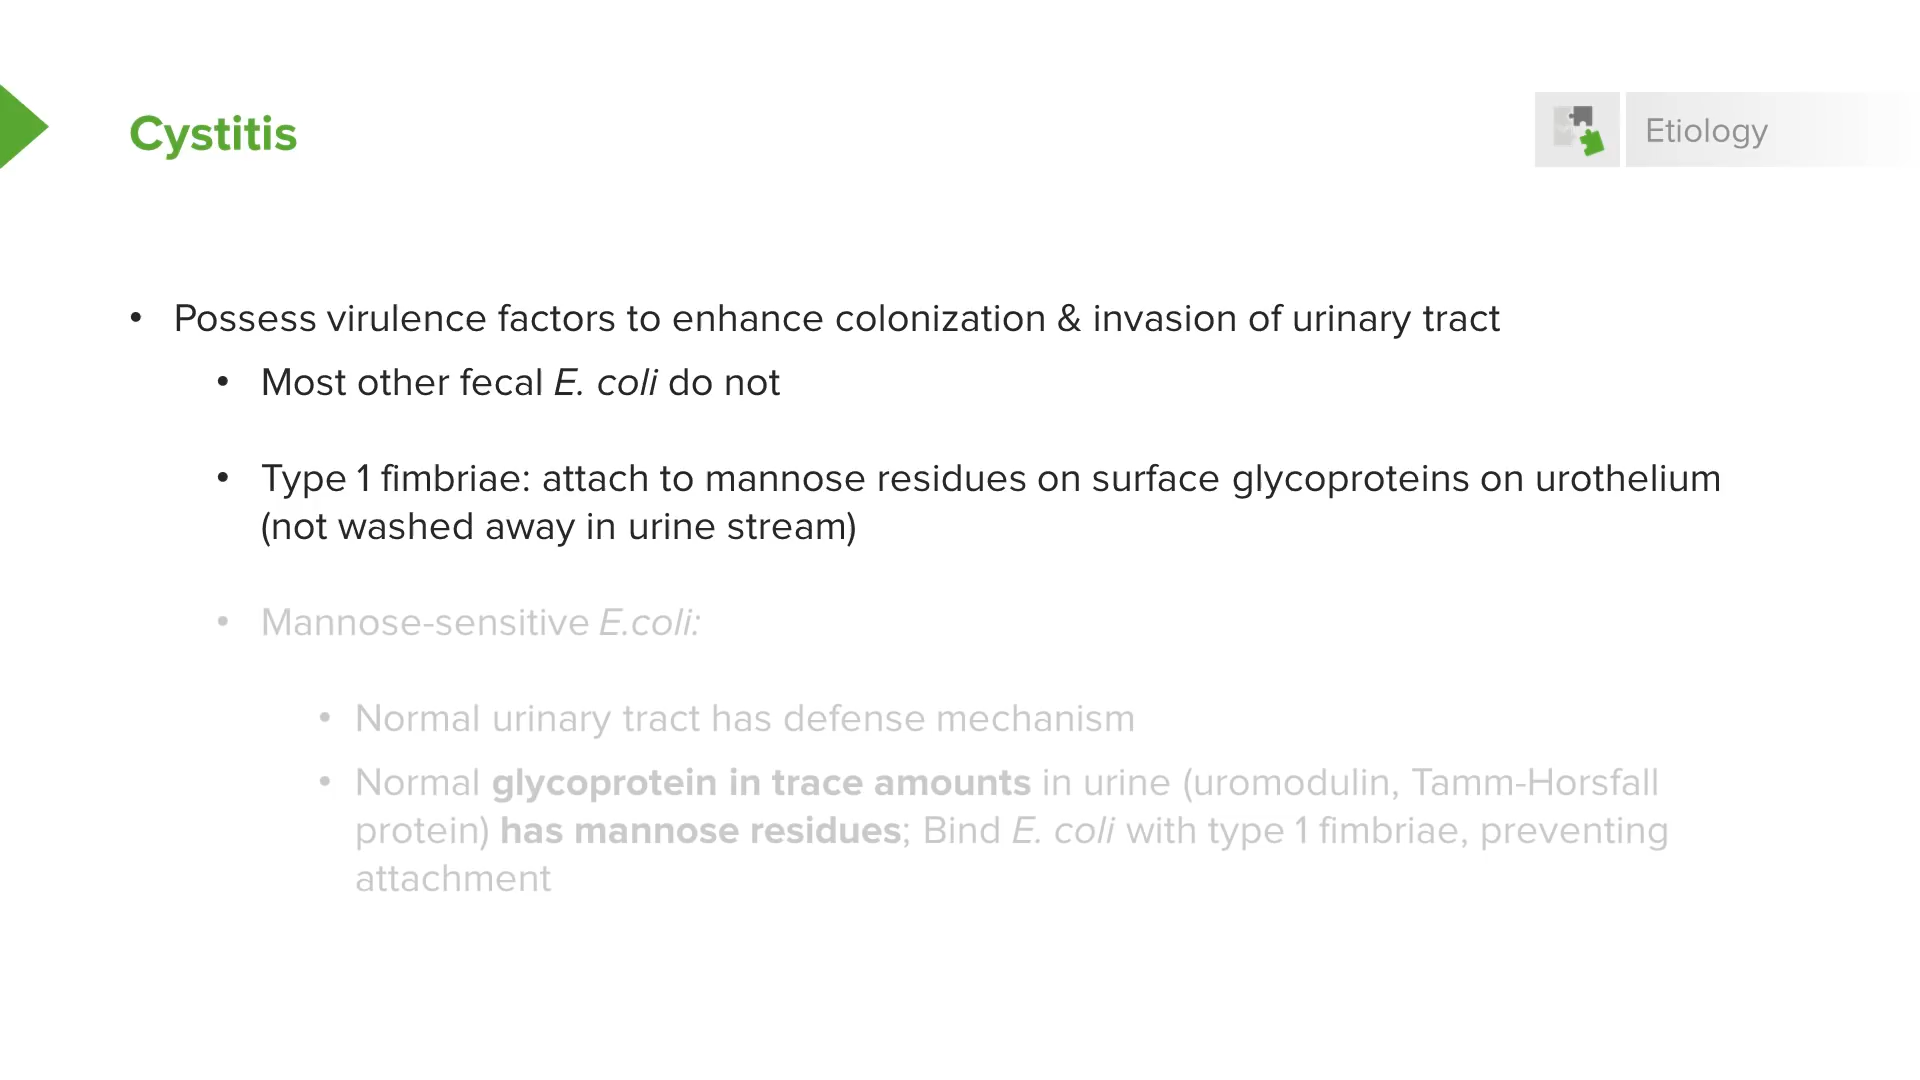 Cystitis
Etiology
• Possess virulence factors to enhance colonization & invasion of urinary tract
• Most other fecal E. coli do not
• Type 1 fimbriae: attach to mannose residues on surface glycoproteins on urothelium
(not washed away in urine stream)
• Mannose-sensitive E.coli:
• Normal urinary tract has defense mechanism
• Normal glycoprotein in trace amounts in urine (uromodulin, Tamm-Horsfall
protein) has mannose residues; Bind E. coli with type 1 fimbriae, preventing
attachment